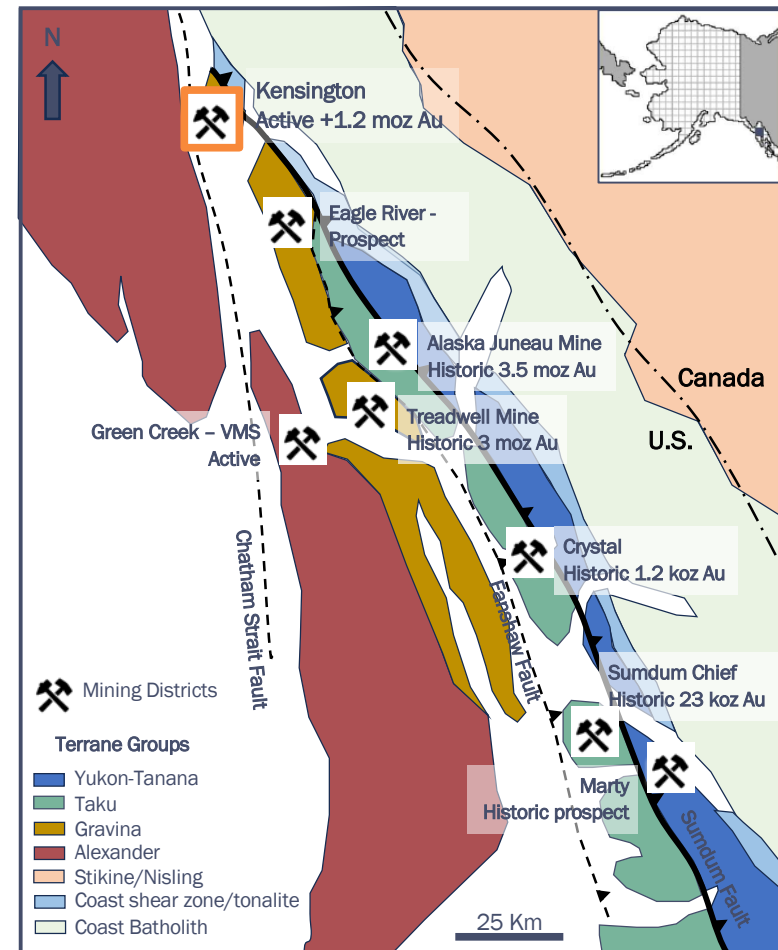 N
Kensington
Active +1.2 moz Au
Eagle River -
Prospect
Alaska Juneau Mine
Historic 3.5 moz Au
Canada
Treadwell Mine
Historic 3 moz Au
Green Creek – VMS
Active
U.S.
Chatham Strait Fault
Crystal
Historic 1.2 koz Au
Fanshaw Fault
Sumdum Chief
Historic 23 koz Au
Marty
Historic prospect
Sumdum Fault
Mining Districts
Terrane Groups
Yukon-Tanana
Taku
Gravina
Alexander
Stikine/Nisling
Coast shear zone/tonalite
Coast Batholith
25 Km